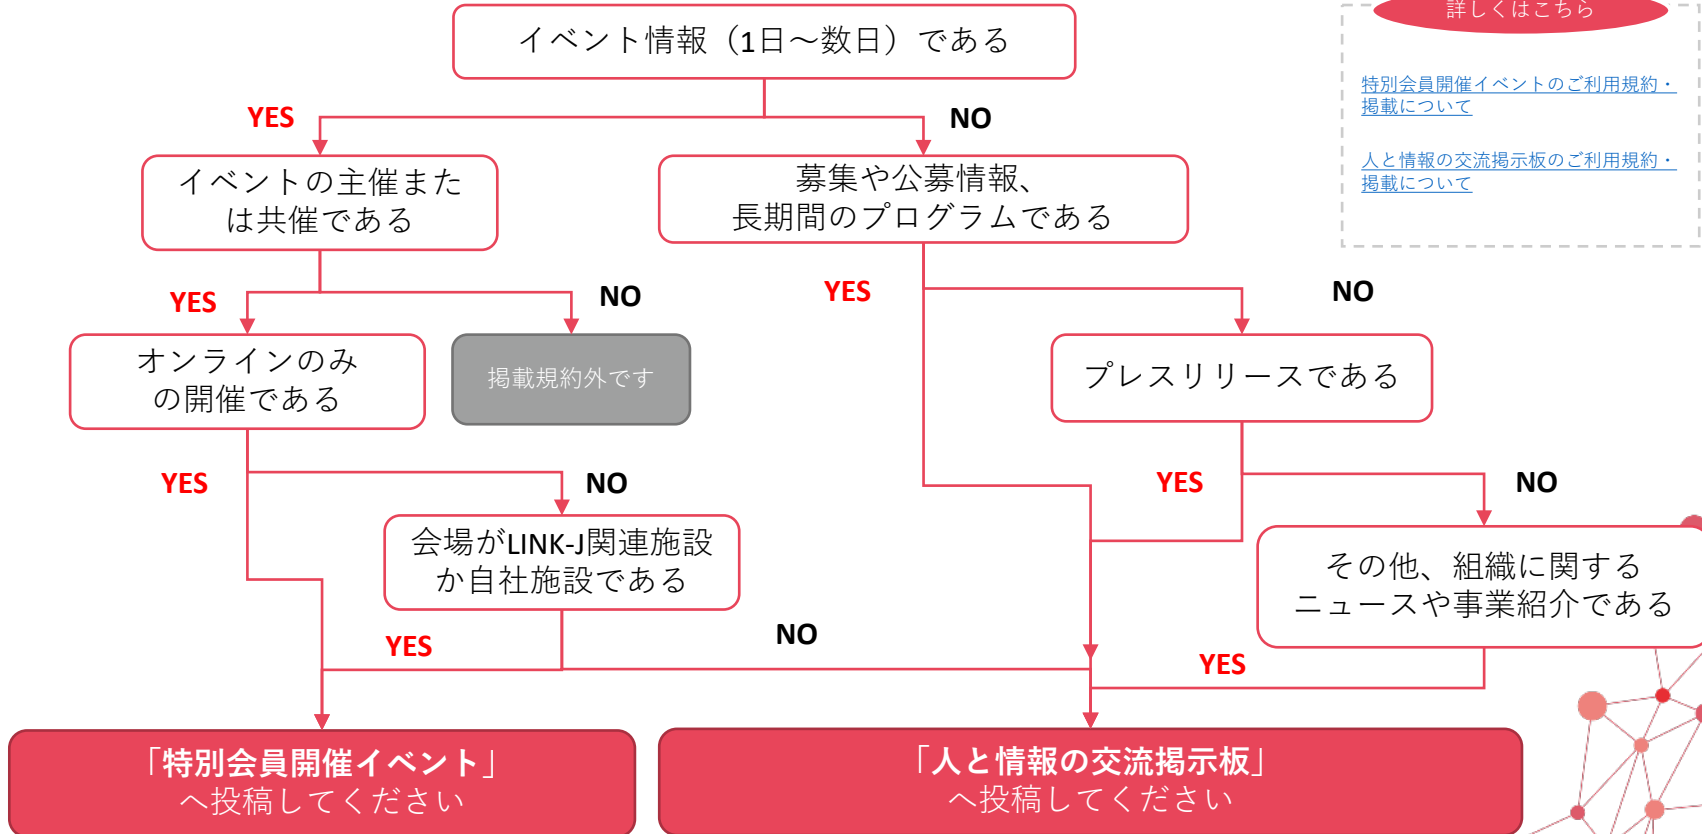 イベント情報（1日～数日）である
詳しくはこちら
特別会員開催イベントのご利用規約・
掲載について
人と情報の交流掲示板のご利用規約・
掲載について
YES
NO
イベントの主催また
は共催である
募集や公募情報、
長期間のプログラムである
YES
NO
YES
NO
オンラインのみ
の開催である
掲載規約外です
プレスリリースである
YES
NO
YES
NO
会場がLINK-J関連施設
か自社施設である
その他、組織に関する
ニュースや事業紹介である
YES
NO
YES
「特別会員開催イベント」
へ投稿してください
「人と情報の交流掲示板」
へ投稿してください